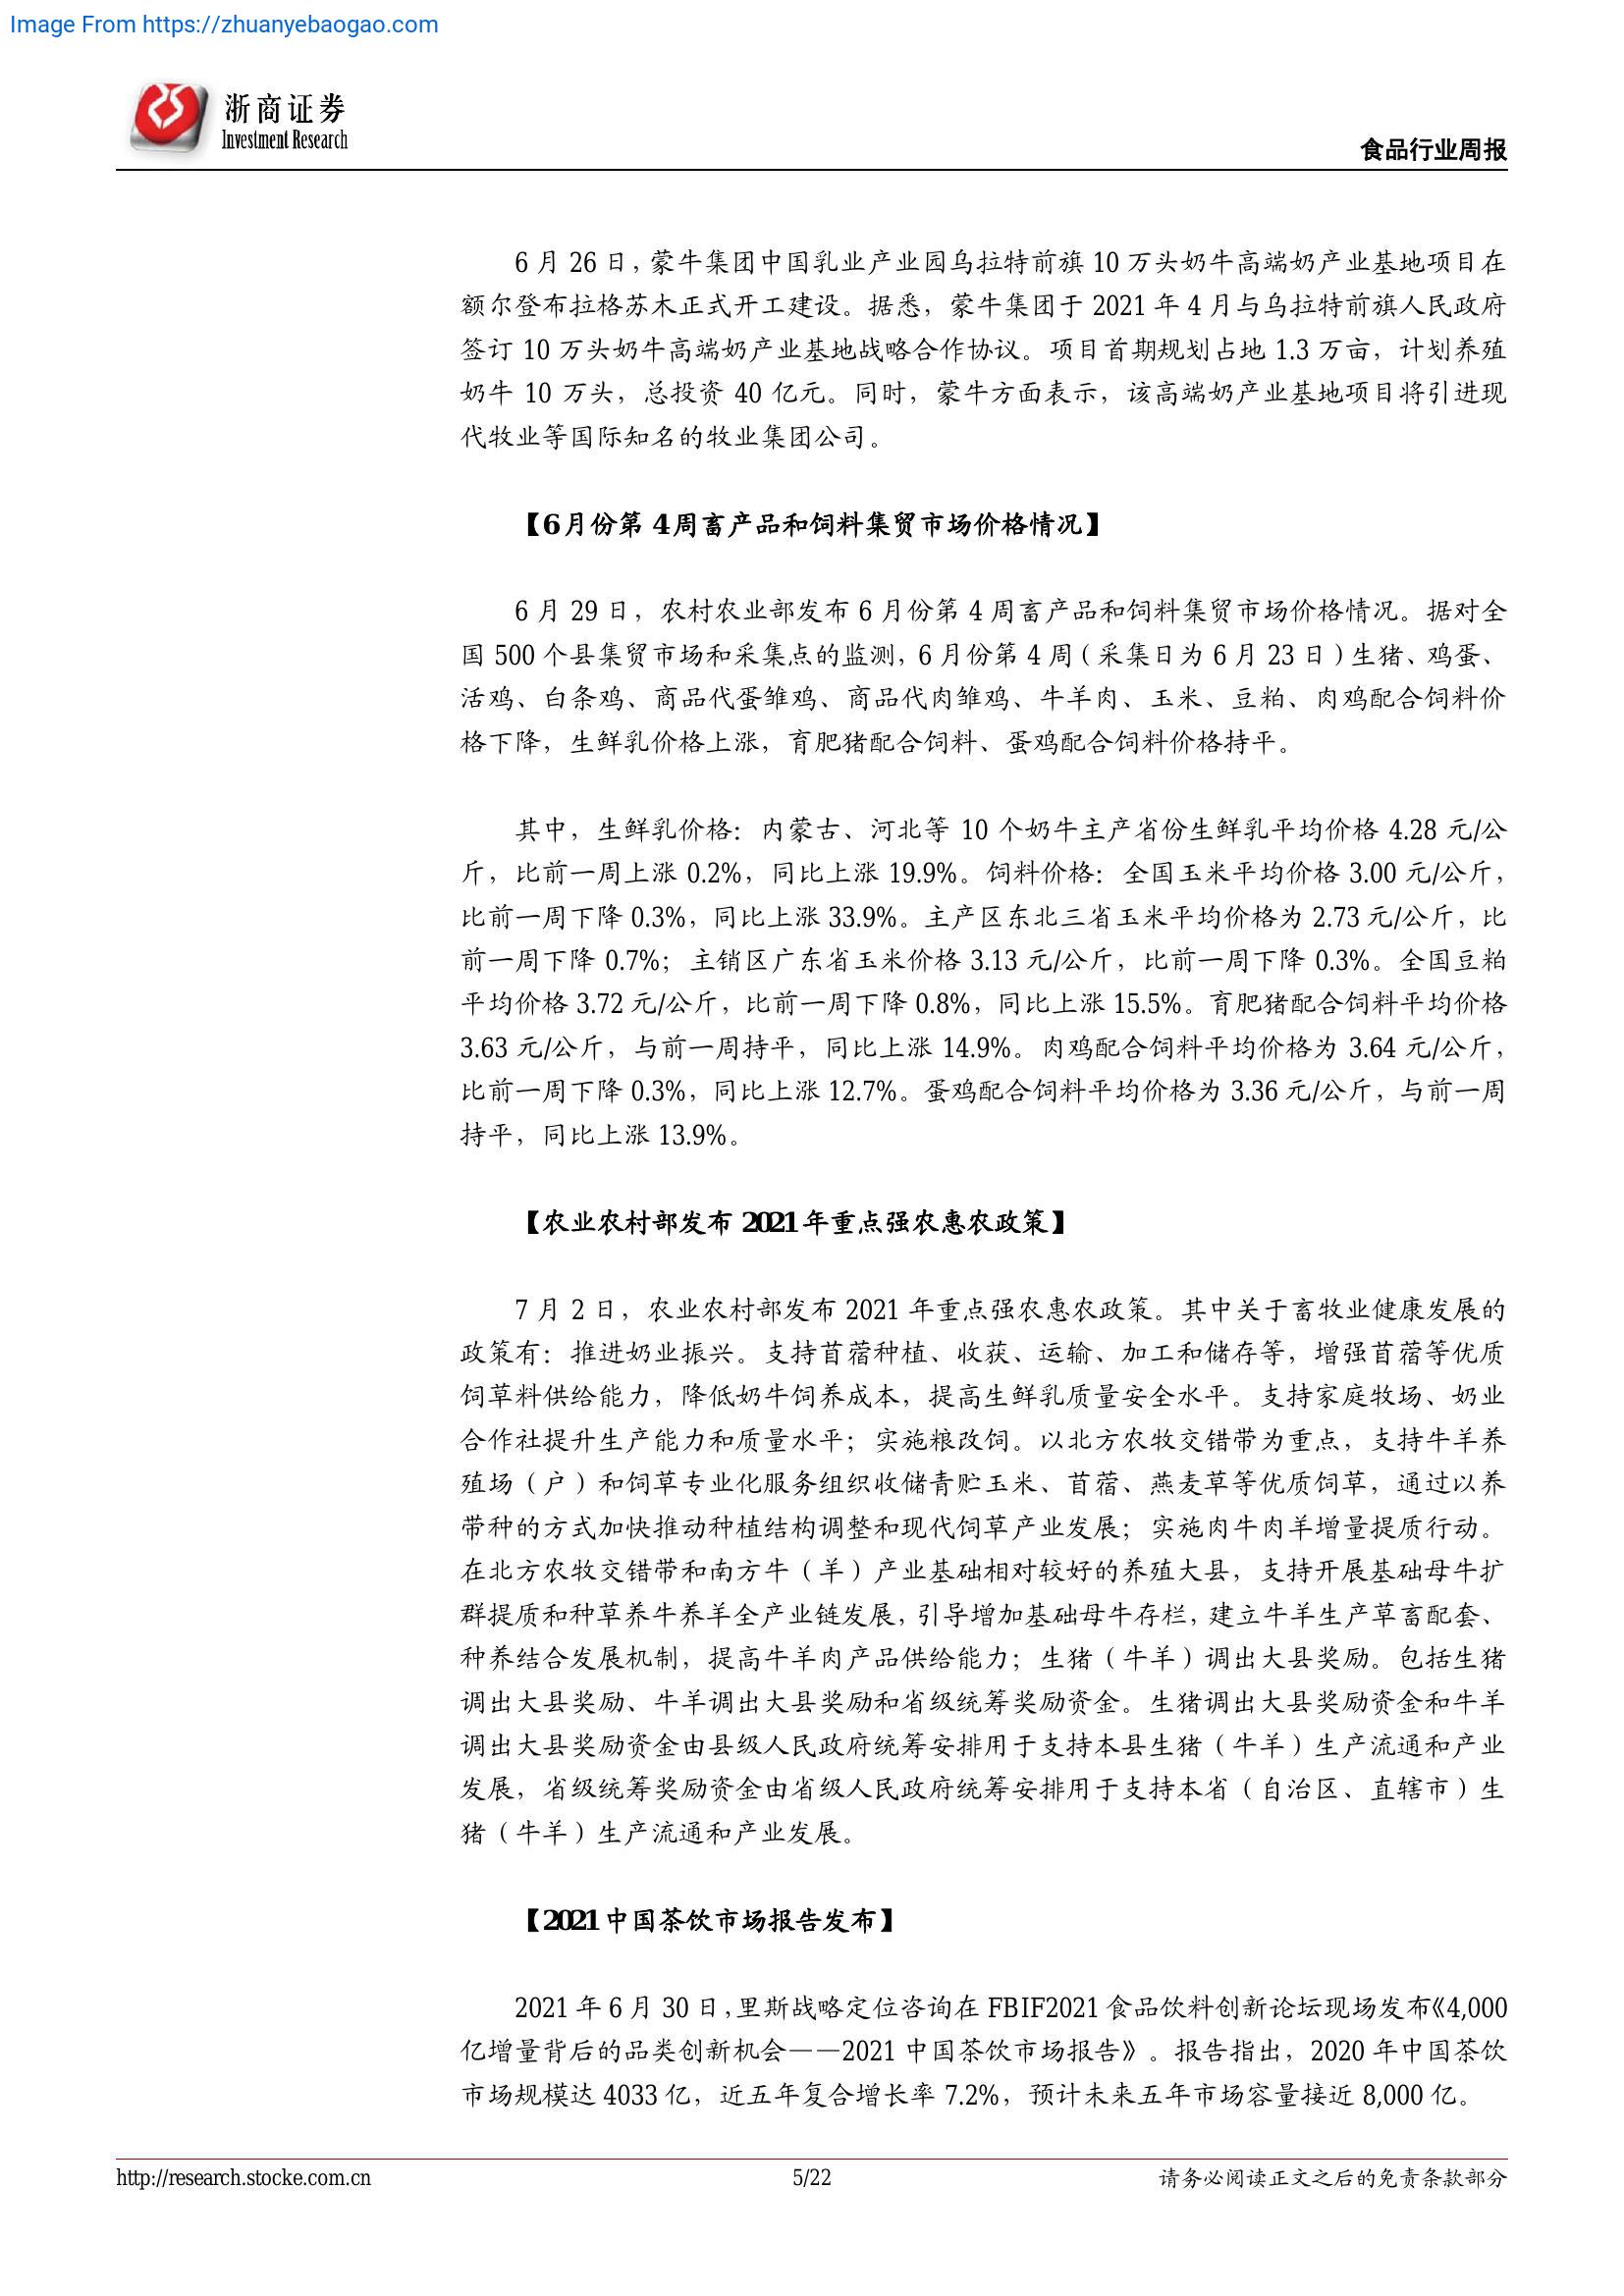 Image From https://zhuanyebaogao.com
浙商证券
Investment Research
食品行业周报
6 月 26 日，蒙牛集团中国乳业产业园乌拉特前旗 10 万头奶牛高端奶产业基地项目在
额尔登布拉格苏木正式开工建设。据悉，蒙牛集团于 2021 年 4 月与乌拉特前旗人民政府
签订 10 万头奶牛高端奶产业基地战略合作协议。项目首期规划占地 1.3 万亩，计划养殖
奶牛 10 万头，总投资 40 亿元。同时，蒙牛方面表示，该高端奶产业基地项目将引进现
代牧业等国际知名的牧业集团公司。
【6月份第 4周畜产品和饲料集贸市场价格情况】
6 月 29 日，农村农业部发布 6 月份第 4 周畜产品和饲料集贸市场价格情况。据对全
国 500 个县集贸市场和采集点的监测，6 月份第 4 周（采集日为 6 月 23 日）生猪、鸡蛋、
活鸡、白条鸡、商品代蛋雏鸡、商品代肉雏鸡、牛羊肉、玉米、豆粕、肉鸡配合饲料价
格下降，生鲜乳价格上涨，育肥猪配合饲料、蛋鸡配合饲料价格持平。
其中，生鲜乳价格：内蒙古、河北等 10 个奶牛主产省份生鲜乳平均价格 4.28 元/公
斤，比前一周上涨 0.2%，同比上涨 19.9%。饲料价格：全国玉米平均价格 3.00 元/公斤，
比前一周下降 0.3%，同比上涨 33.9%。主产区东北三省玉米平均价格为 2.73 元/公斤，比
前一周下降 0.7%；主销区广东省玉米价格 3.13 元/公斤，比前一周下降 0.3%。全国豆粕
平均价格 3.72 元/公斤，比前一周下降 0.8%，同比上涨 15.5%。育肥猪配合饲料平均价格
3.63 元/公斤，与前一周持平，同比上涨 14.9%。肉鸡配合饲料平均价格为 3.64 元/公斤，
比前一周下降 0.3%，同比上涨 12.7%。蛋鸡配合饲料平均价格为 3.36 元/公斤，与前一周
持平，同比上涨 13.9%。
【农业农村部发布 2021 年重点强农惠农政策】
7 月 2 日，农业农村部发布 2021 年重点强农惠农政策。其中关于畜牧业健康发展的
政策有：推进奶业振兴。支持苜蓿种植、收获、运输、加工和储存等，增强苜蓿等优质
饲草料供给能力，降低奶牛饲养成本，提高生鲜乳质量安全水平。支持家庭牧场、奶业
合作社提升生产能力和质量水平；实施粮改饲。以北方农牧交错带为重点，支持牛羊养
殖场（户）和饲草专业化服务组织收储青贮玉米、苜蓿、燕麦草等优质饲草，通过以养
带种的方式加快推动种植结构调整和现代饲草产业发展；实施肉牛肉羊增量提质行动。
在北方农牧交错带和南方牛（羊）产业基础相对较好的养殖大县，支持开展基础母牛扩
群提质和种草养牛养羊全产业链发展，引导增加基础母牛存栏，建立牛羊生产草畜配套、
种养结合发展机制，提高牛羊肉产品供给能力；生猪（牛羊）调出大县奖励。包括生猪
调出大县奖励、牛羊调出大县奖励和省级统筹奖励资金。生猪调出大县奖励资金和牛羊
调出大县奖励资金由县级人民政府统筹安排用于支持本县生猪（牛羊）生产流通和产业
发展，省级统筹奖励资金由省级人民政府统筹安排用于支持本省（自治区、直辖市）生
猪（牛羊）生产流通和产业发展。
【2021 中国茶饮市场报告发布】
2021 年 6 月 30 日，里斯战略定位咨询在 FBIF2021 食品饮料创新论坛现场发布《4,000
亿增量背后的品类创新机会——2021 中国茶饮市场报告》。报告指出，2020 年中国茶饮
市场规模达 4033 亿，近五年复合增长率 7.2%，预计未来五年市场容量接近 8,000 亿。
http://research.stocke.com.cn
5/22
请务必阅读正文之后的免责条款部分